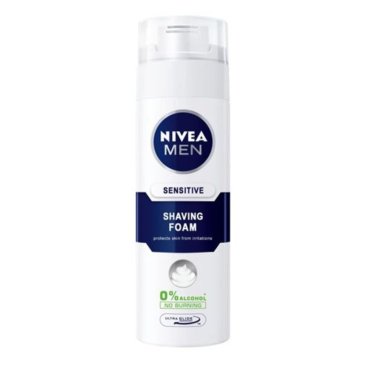 NIVEA
MEN
SENSITIVE
SHAVING
FOAM
protects skin from irritations
0% ALCOHOL*
NO BURNING
ULTRA GLIDE